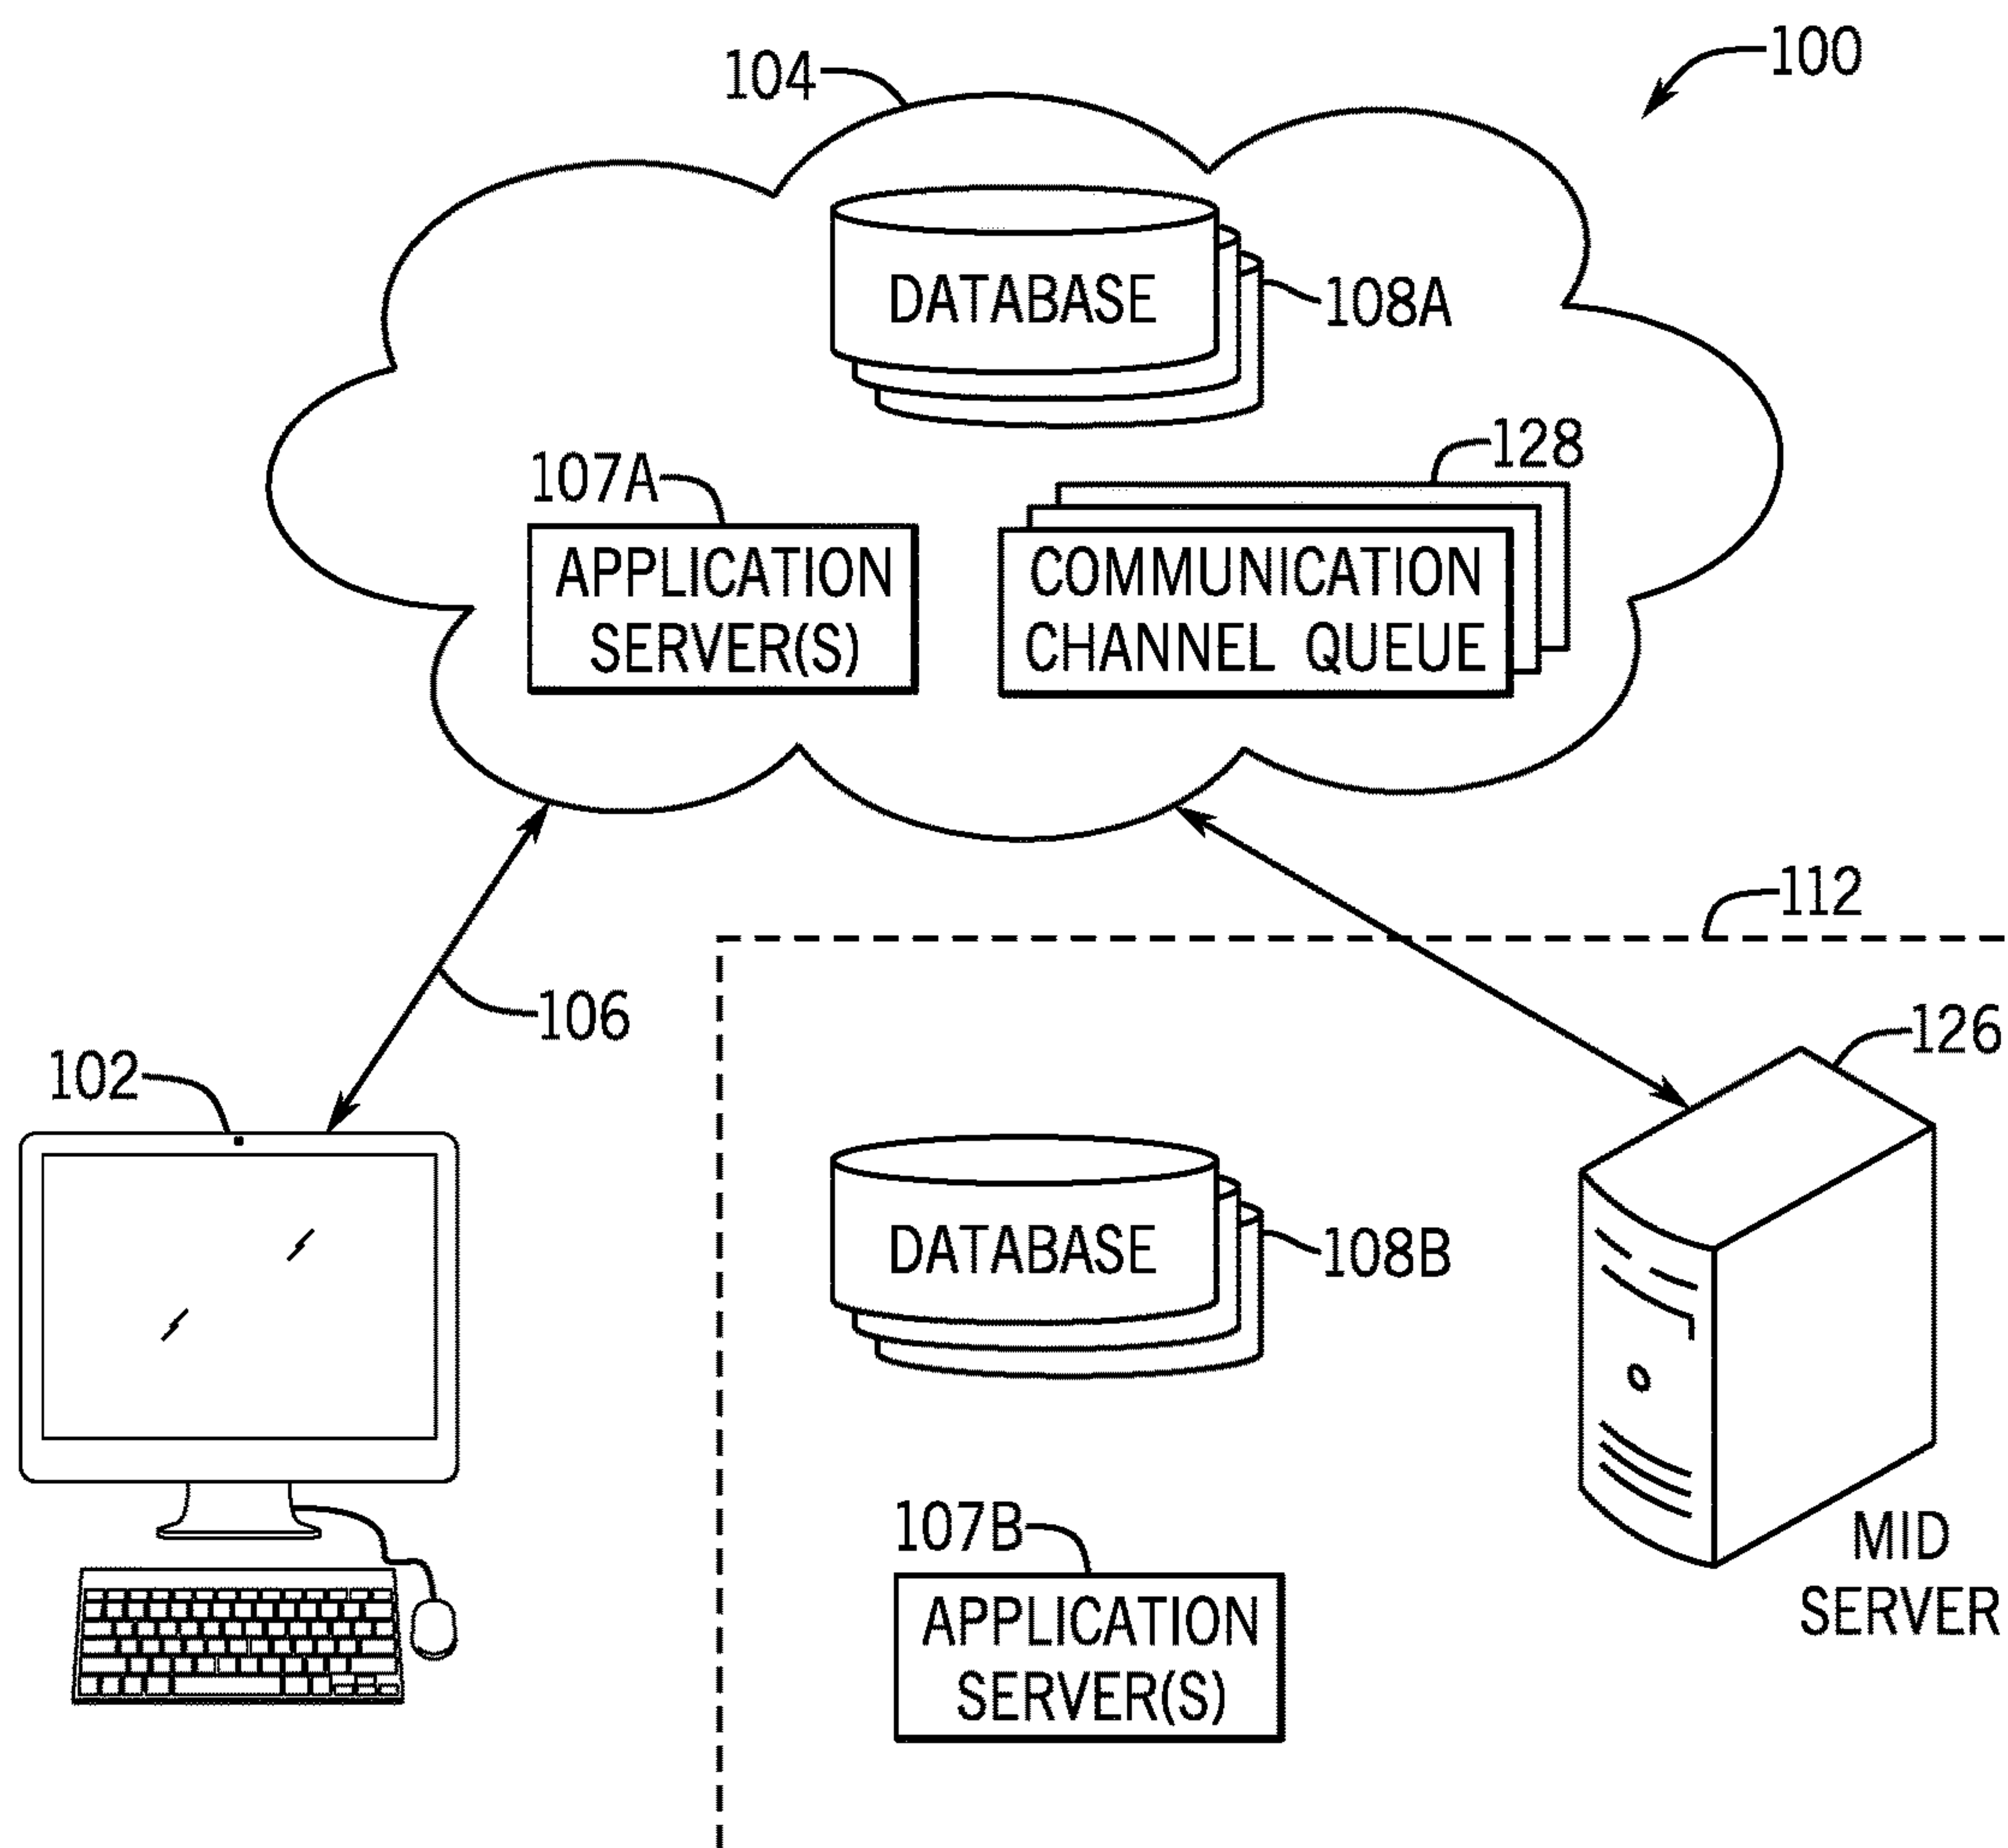 100
104
DATABASE
108A
128
107A
APPLICATION
SERVER(S)
COMMUNICATION
CHANNEL QUEUE
112
106
126
102
DATABASE
108B
107B
APPLICATION
SERVER(S)
MID
SERVER